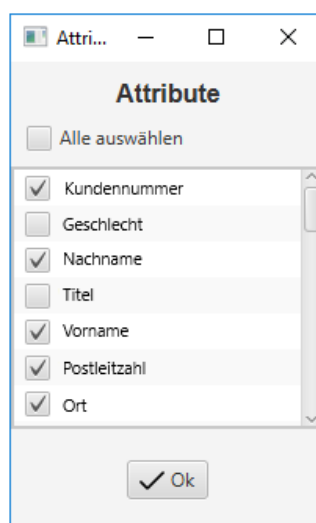 Attri...
Attribute
Alle auswählen
Kundennummer
Geschlecht
Nachname
Titel
Vorname
Postleitzahl
Ort
Ok